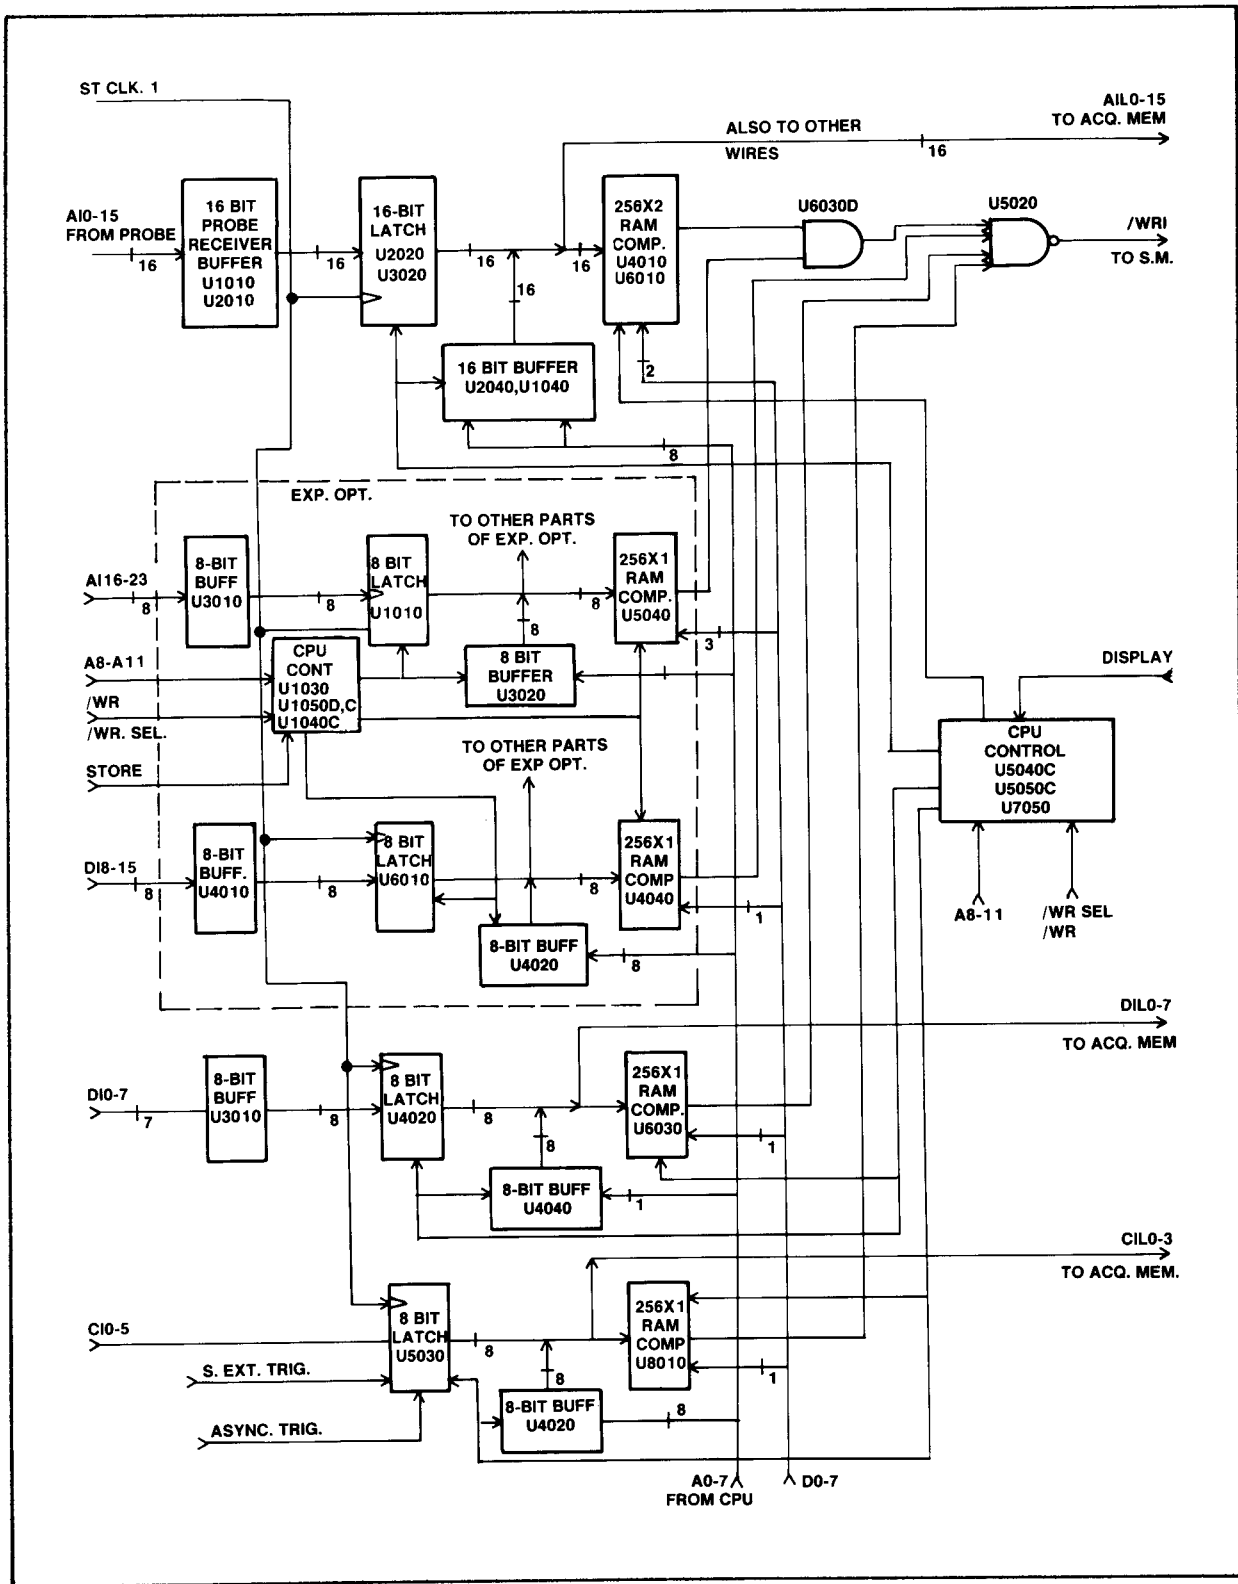 ST CLK. 1
AIL0-15
TO ACQ. MEM
ALSO TO OTHER
WIRES
16
AI0-15
FROM PROBE
16
16 BIT
PROBE
RECEIVER
BUFFER
U1010
U2010
16
16-BIT
LATCH
U2020
U3020
16
16
16
256X2
RAM
COMP.
U4010
U6010
U6030D
U5020
/WRI
TO S.M.
16 BIT BUFFER
U2040,U1040
2
8
EXP. OPT.
TO OTHER PARTS
OF EXP. OPT.
AI16-23
8
8-BIT
BUFF
U3010
8
8 BIT
LATCH
U1010
8
8
256X1
RAM
COMP.
U5040
3
A8-A11
/WR
/WR. SEL.
STORE
CPU
CONT
U1030
U1050D,C
U1040C
8 BIT
BUFFER
U3020
DISPLAY
CPU
CONTROL
U5040C
U5050C
U7050
TO OTHER PARTS
OF EXP OPT.
DI8-15
8
8-BIT
BUFF.
U4010
8
8 BIT
LATCH
U6010
8
256X1
RAM
COMP
U4040
1
A8-11
/WR SEL
/WR
8-BIT BUFF
U4020
8
DIL0-7
TO ACQ. MEM
DI0-7
7
8-BIT
BUFF
U3010
8
8 BIT
LATCH
U4020
8
8
256X1
RAM
COMP.
U6030
1
8-BIT BUFF
U4040
1
CIL0-3
TO ACQ. MEM.
CI0-5
8 BIT
LATCH
U5030
8
8
256X1
RAM
COMP
U8010
1
S. EXT. TRIG.
ASYNC. TRIG.
8-BIT BUFF
U4020
8
A0-7
FROM CPU
D0-7